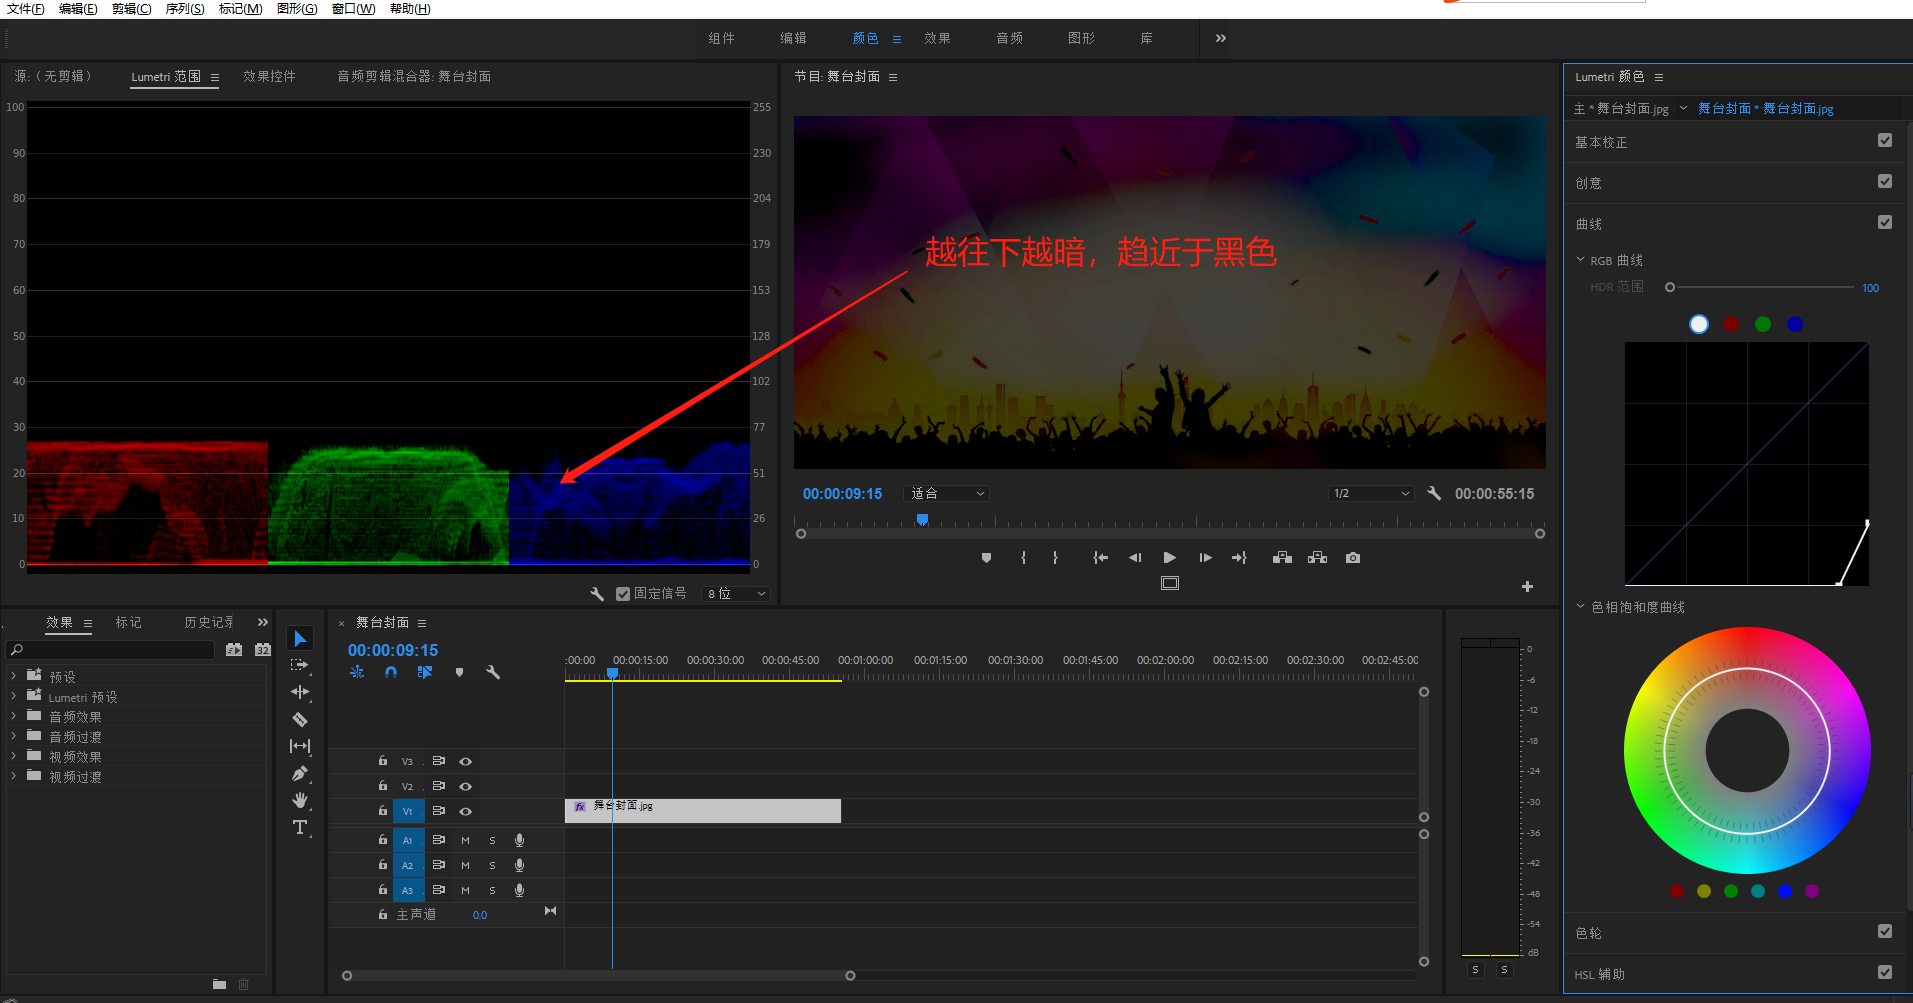 文件(F) 编辑(E) 剪辑(C) 序列(S) 标记(M) 图形(G) 窗口(W) 帮助(H)
组件 编辑 颜色 效果 音频 图形 库
源:（无剪辑） Lumetri 范围 效果控件 音频剪辑混合器: 舞台封面
节目: 舞台封面
Lumetri 颜色
主 * 舞台封面.jpg 舞台封面 * 舞台封面.jpg
基本校正
创意
曲线
RGB 曲线
HDR 范围 100
色相饱和度曲线
色轮
HSL 辅助
100 255
90 230
80 204
70 179
60 153
50 128
40 102
30 77
20 51
10 26
0 0
固定信号 8 位
越往下越暗，趋近于黑色
00:00:09:15 适合 1/2 00:00:55:15
效果 标记 历史记录
32
预设
Lumetri 预设
音频效果
音频过渡
视频效果
视频过渡
× 舞台封面
00:00:09:15
:00:00 00:00:15:00 00:00:30:00 00:00:45:00 00:01:00:00 00:01:15:00 00:01:30:00 00:01:45:00 00:02:00:00 00:02:15:00 00:02:30:00 00:02:45:00
V3
V2
V1 fx 舞台封面.jpg
A1 M S
A2 M S
A3 M S
主声道 0.0
0
-6
-12
-18
-24
-30
-36
-42
-48
-54
dB
S S